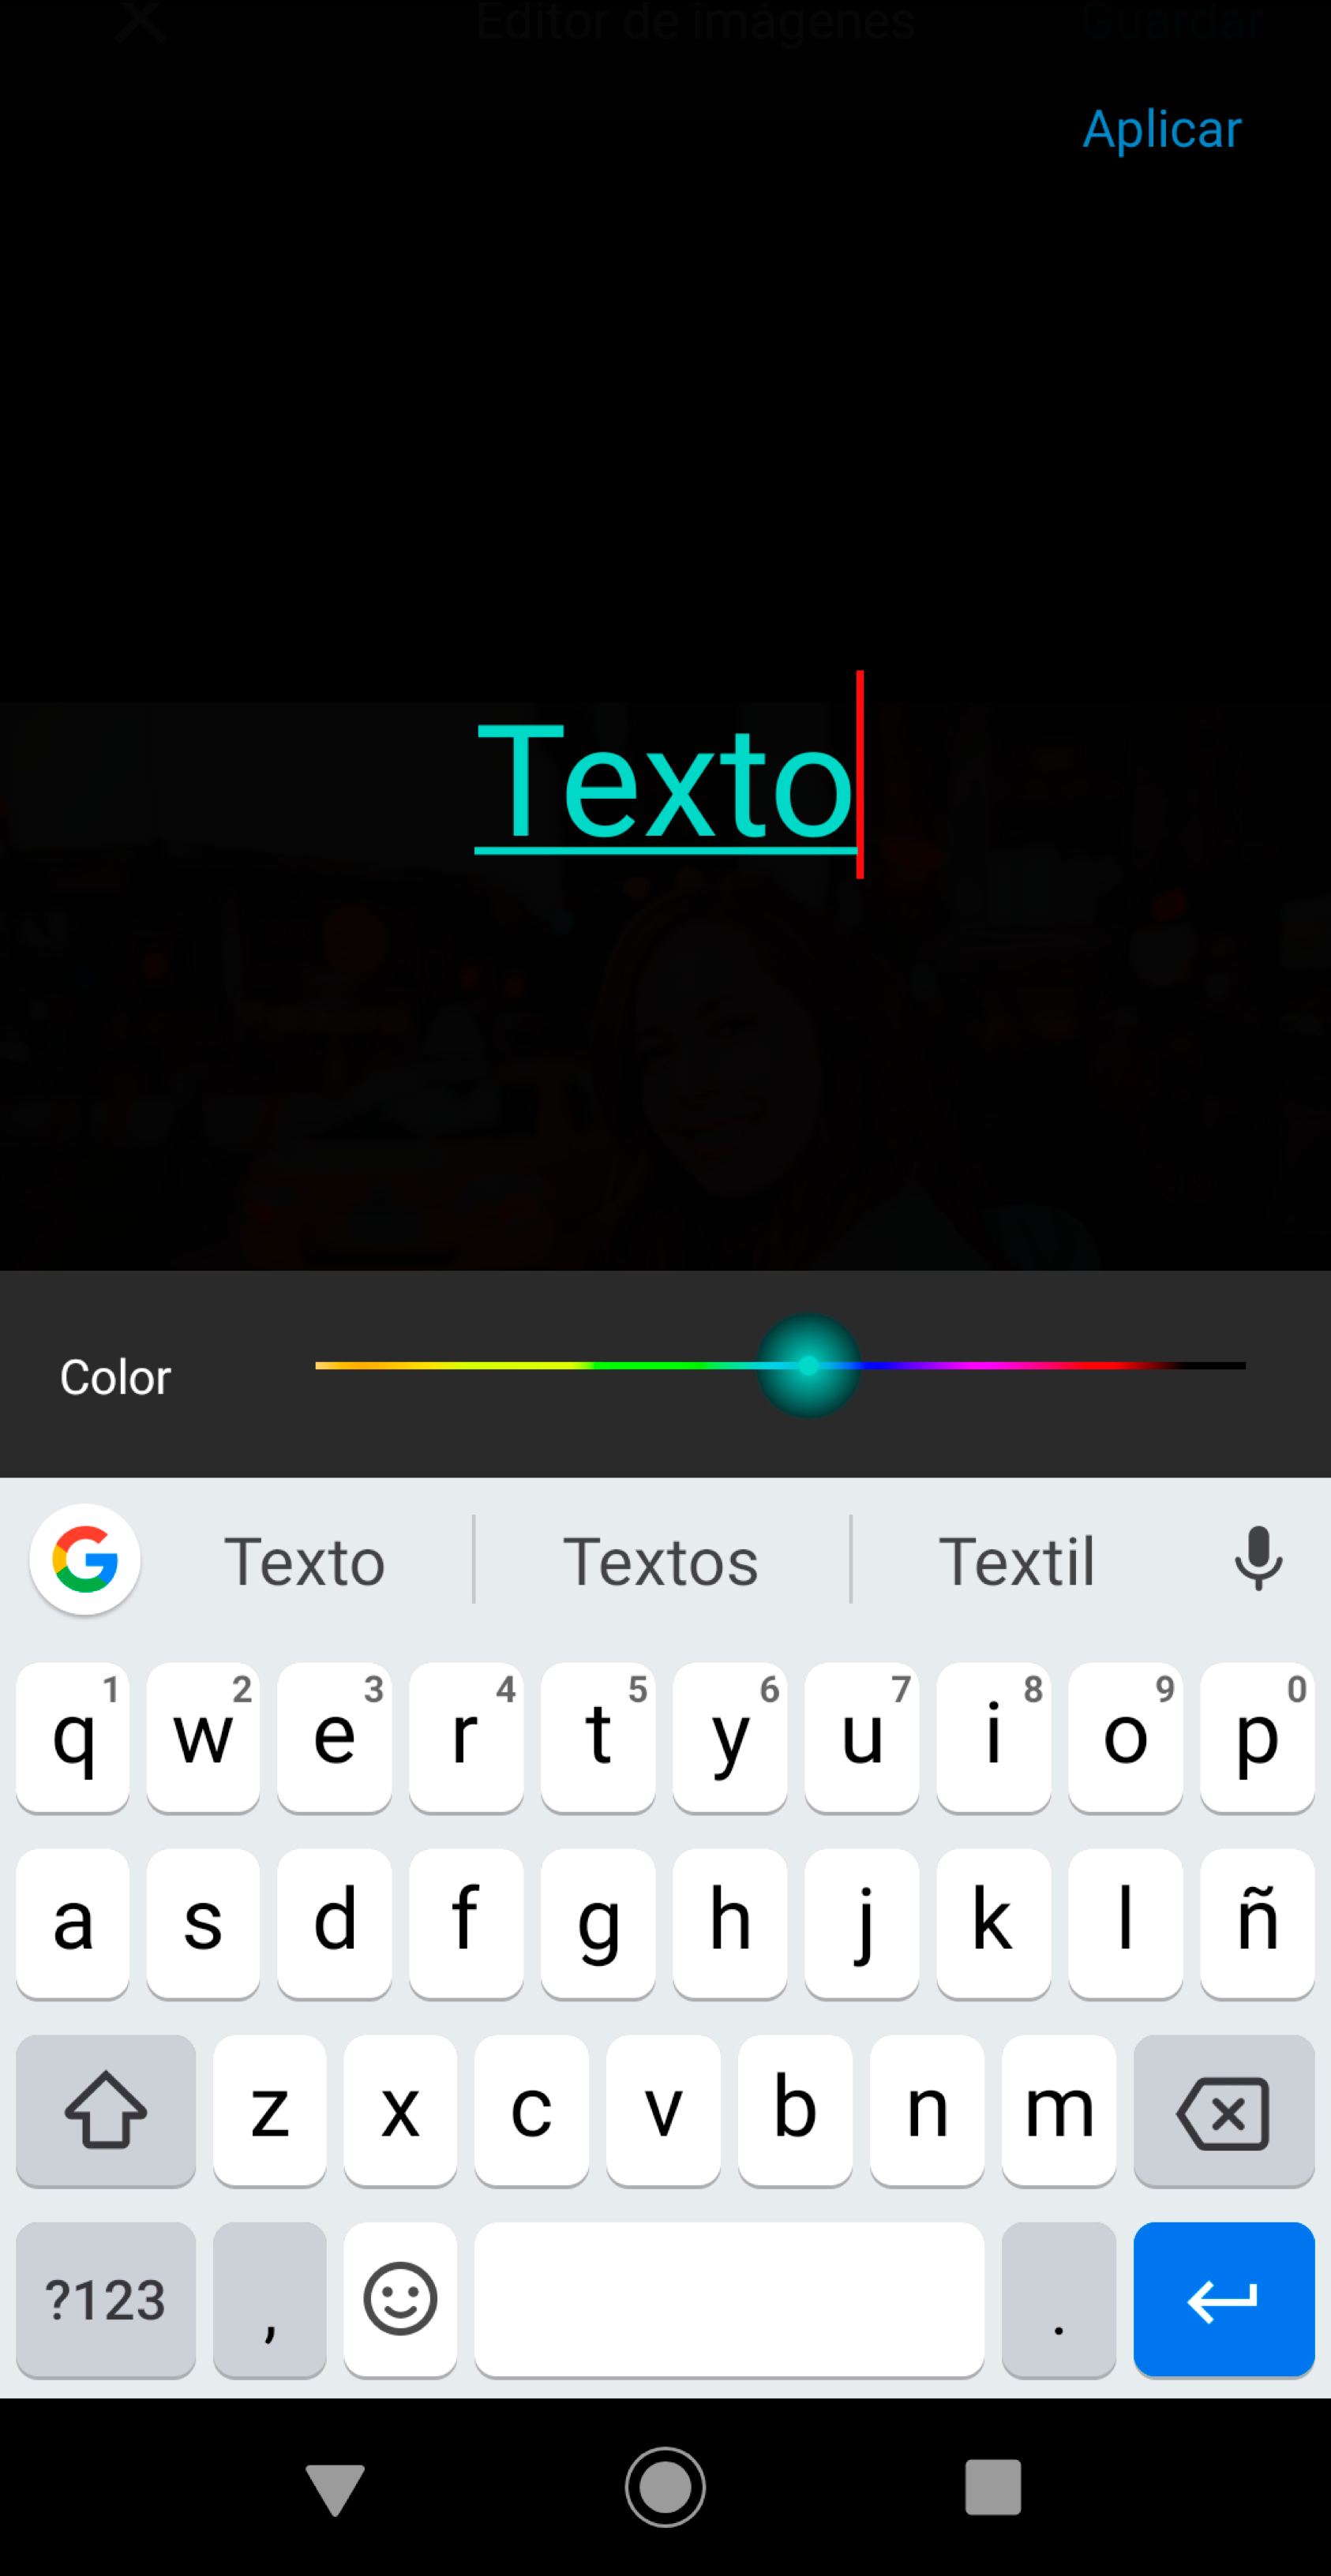 Editor de imágenes Guardar
Aplicar
Texto
Color
Texto Textos Textil
1 2 3 4 5 6 7 8 9 0
q w e r t y u i o p
a s d f g h j k l ñ
z x c v b n m
?123 , .